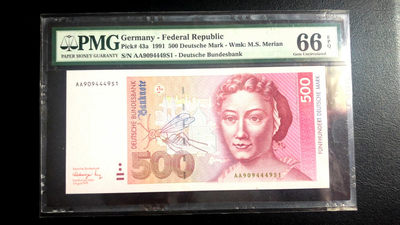 PMG
PAPER MONEY GUARANTY
Germany - Federal Republic
Pick# 43a 1991 500 Deutsche Mark - Wmk: M.S. Merian
S/N AA9094449S1 - Deutsche Bundesbank
66 EPQ
Gem Uncirculated
AA9094449S1
DEUTSCHE BUNDESBANK
Banknote
500
500
FÜNFHUNDERT DEUTSCHE MARK
AA9094449S1